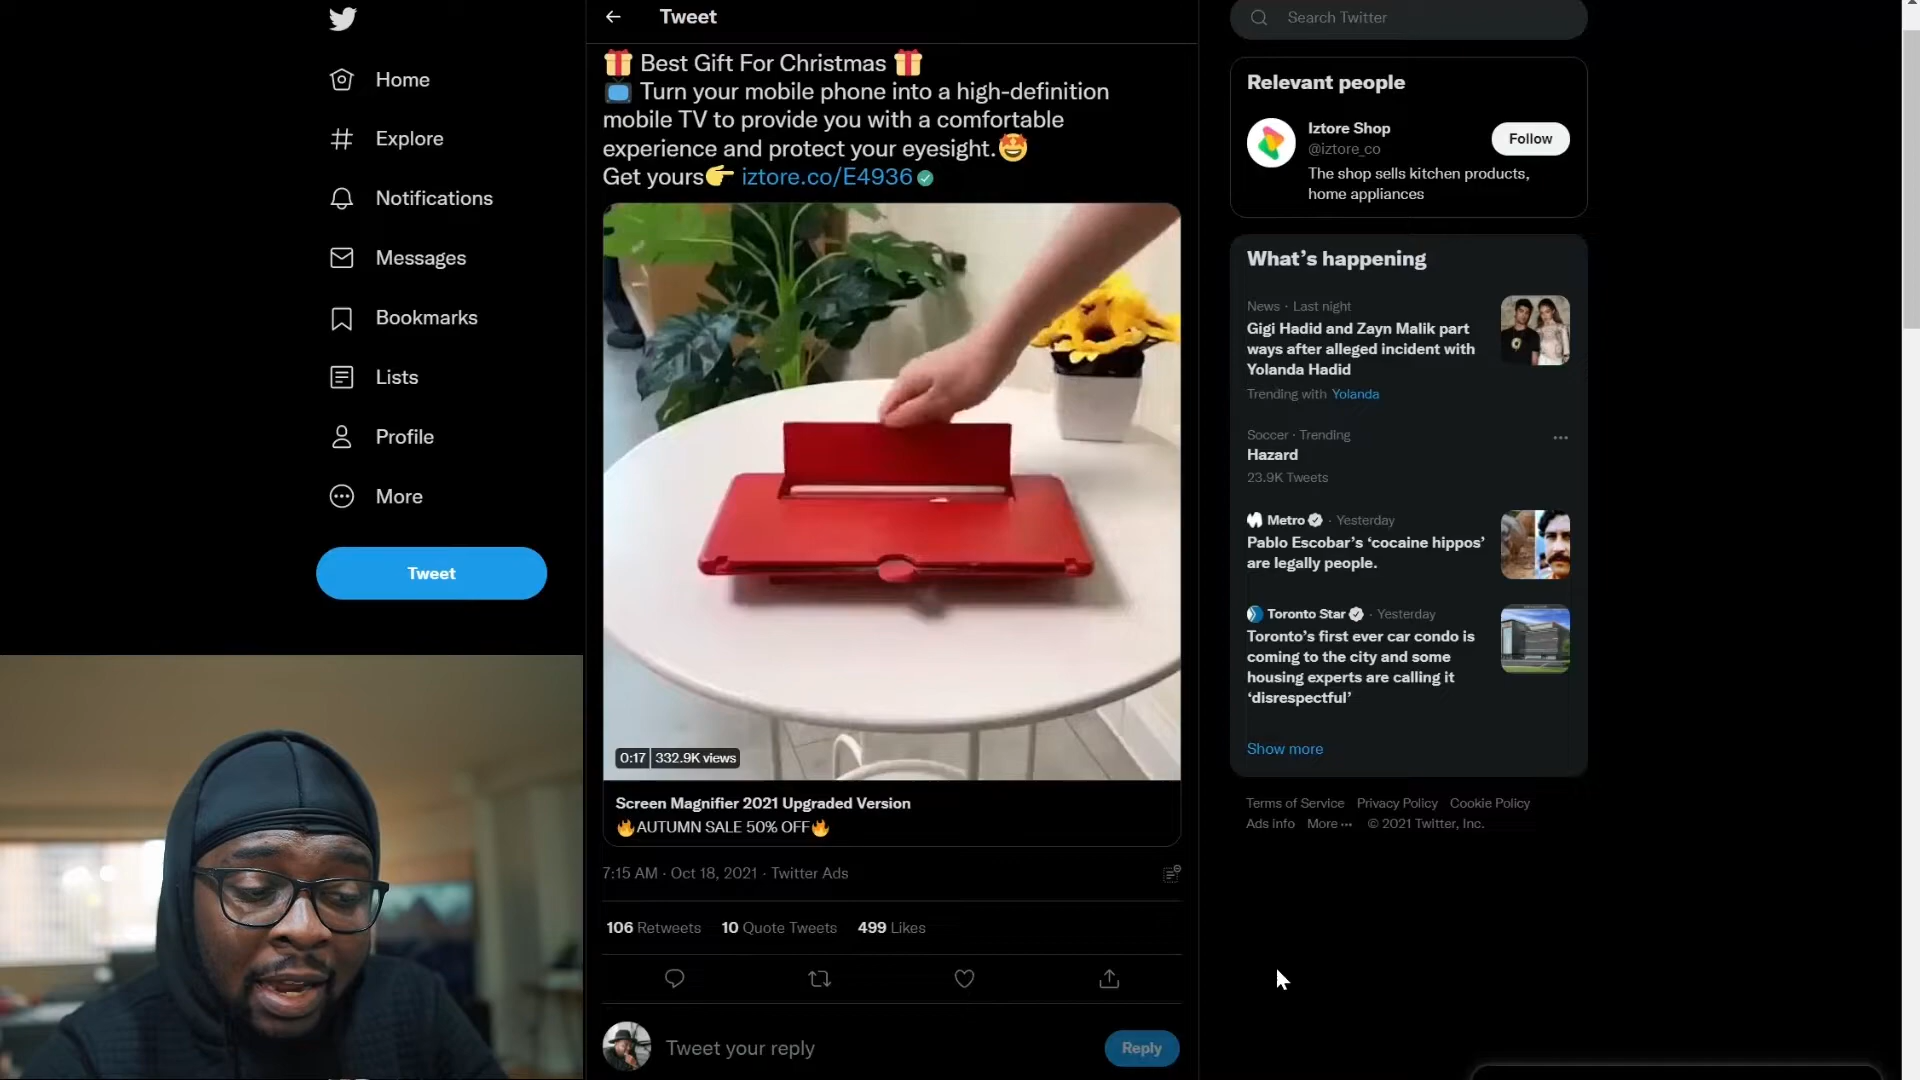 Home
Explore
Notifications
Messages
Bookmarks
Lists
Profile
More
Tweet
Tweet
🎁 Best Gift For Christmas 🎁
📺 Turn your mobile phone into a high-definition
mobile TV to provide you with a comfortable
experience and protect your eyesight.🤩
Get yours👉 iztore.co/E4936
0:17 332.9K views
Screen Magnifier 2021 Upgraded Version
🔥AUTUMN SALE 50% OFF🔥
7:15 AM · Oct 18, 2021 · Twitter Ads
106 Retweets 10 Quote Tweets 499 Likes
Tweet your reply
Reply
Search Twitter
Relevant people
Iztore Shop
@iztore_co
Follow
The shop sells kitchen products,
home appliances
What's happening
News · Last night
Gigi Hadid and Zayn Malik part
ways after alleged incident with
Yolanda Hadid
Trending with Yolanda
Soccer · Trending
Hazard
23.9K Tweets
Metro · Yesterday
Pablo Escobar's ‘cocaine hippos’
are legally people.
Toronto Star · Yesterday
Toronto's first ever car condo is
coming to the city and some
housing experts are calling it
‘disrespectful’
Show more
Terms of Service Privacy Policy Cookie Policy
Ads info More ··· © 2021 Twitter, Inc.